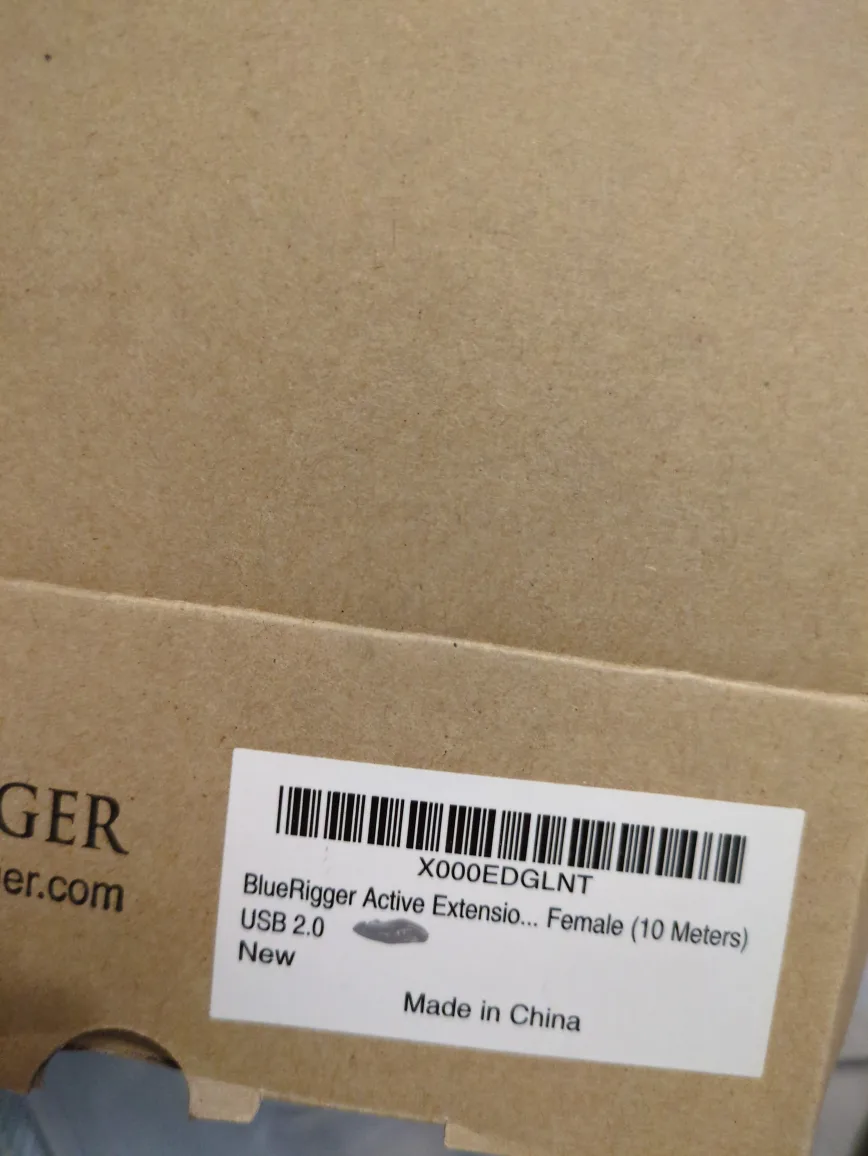 GER
er.com
X000EDGLNT
BlueRigger Active Extensio... Female (10 Meters)
USB 2.0
New
Made in China